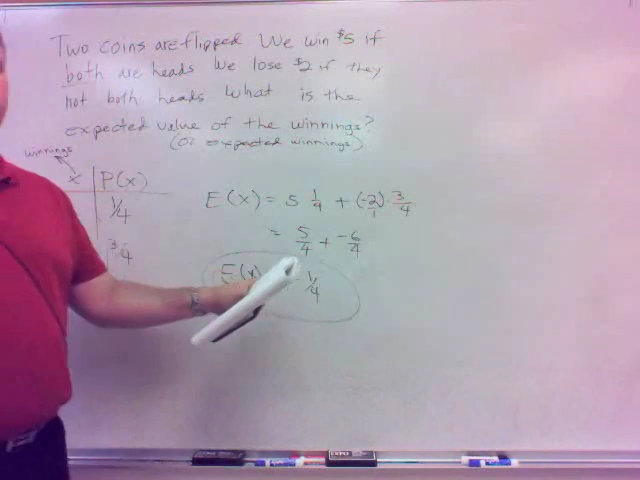 Two coins are flipped We win $5 if
both are heads We lose $2 if they
not both heads What is the
expected value of the winnings?
(Or expected winnings)
winnings
x P(x)
1/4
3/4
E(x) = 5 1/4 + (-2)/1 · 3/4
= 5/4 + -6/4
E(x) - 1/4
EXPO